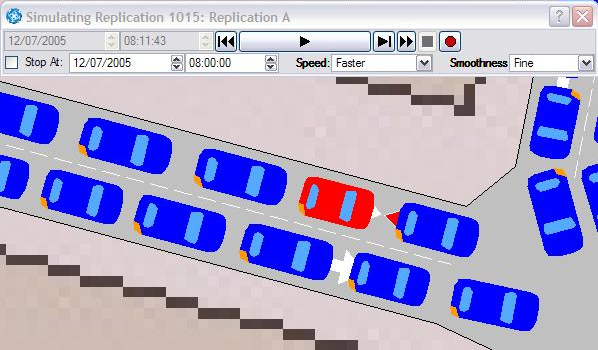 Simulating Replication 1015: Replication A
12/07/2005 08:11:43
Stop At: 12/07/2005 08:00:00 Speed: Faster Smoothness Fine